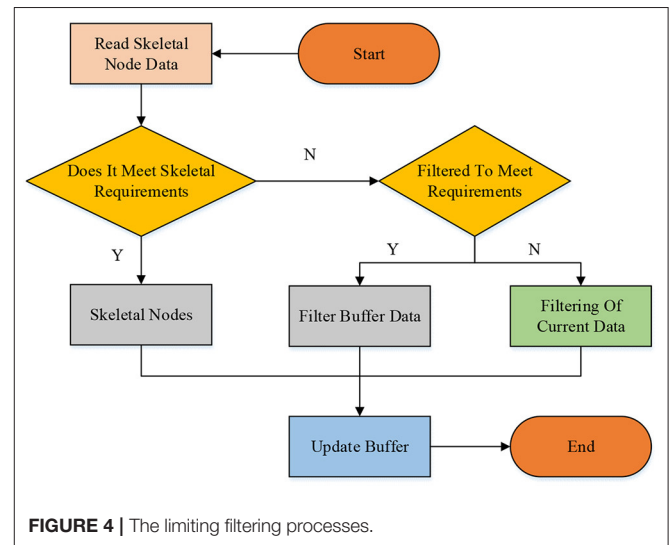 Read Skeletal
Node Data
Start
Does It Meet Skeletal
Requirements
N
Filtered To Meet
Requirements
Y
Y
N
Skeletal Nodes
Filter Buffer Data
Filtering Of
Current Data
Update Buffer
End
FIGURE 4 | The limiting filtering processes.